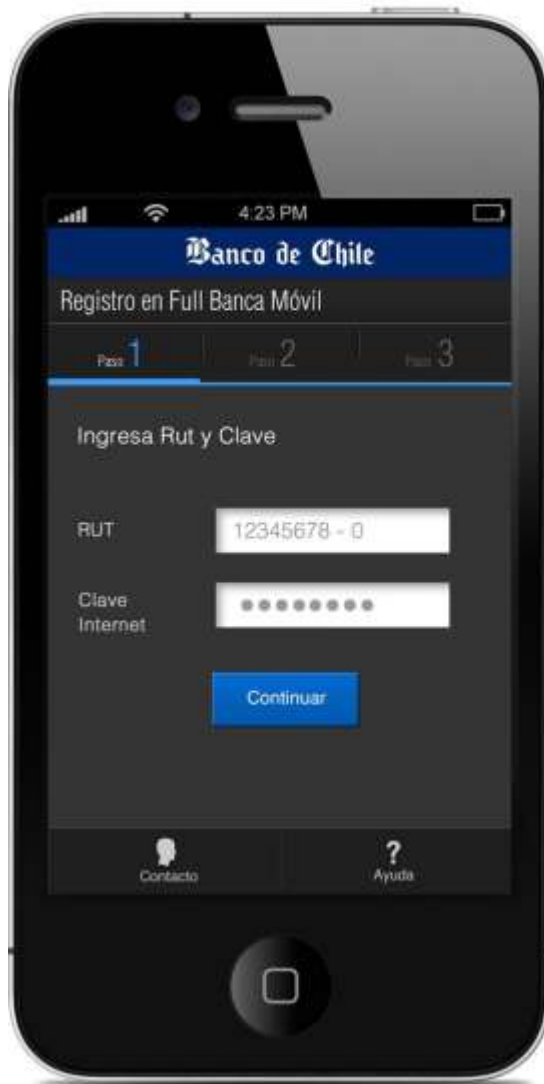 4:23 PM
Banco de Chile
Registro en Full Banca Móvil
Paso 1
Paso 2
Paso 3
Ingresa Rut y Clave
RUT
12345678 - 0
Clave
Internet
Continuar
Contacto
?
Ayuda